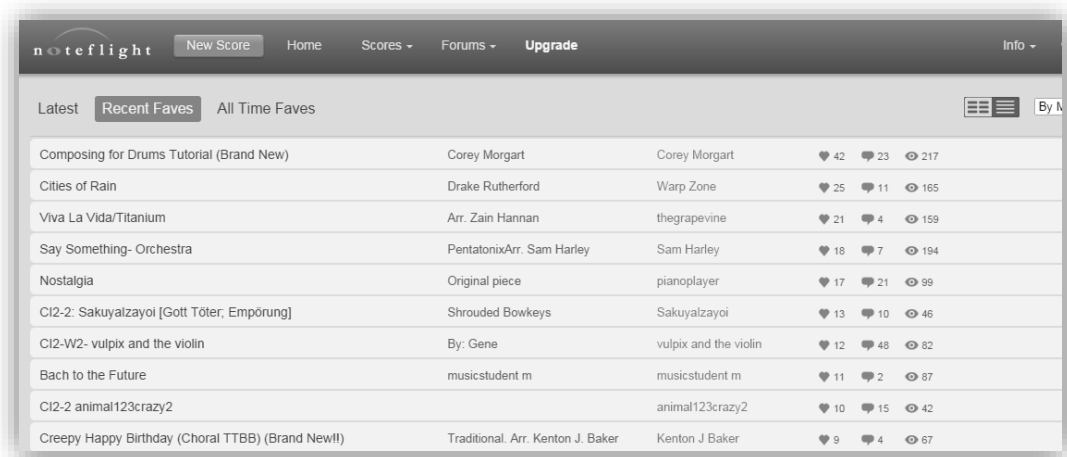 noteflight New Score Home Scores Forums Upgrade Info
Latest Recent Faves All Time Faves By M
Composing for Drums Tutorial (Brand New) Corey Morgart Corey Morgart 42 23 217
Cities of Rain Drake Rutherford Warp Zone 25 11 165
Viva La Vida/Titanium Arr. Zain Hannan thegrapevine 21 4 159
Say Something- Orchestra PentatonixArr. Sam Harley Sam Harley 18 7 194
Nostalgia Original piece pianoplayer 17 21 99
CI2-2: Sakuyalzayoi [Gott Töter; Empörung] Shrouded Bowkeys Sakuyalzayoi 13 10 46
CI2-W2- vulpix and the violin By: Gene vulpix and the violin 12 48 82
Bach to the Future musicstudent m musicstudent m 11 2 87
CI2-2 animal123crazy2 animal123crazy2 10 15 42
Creepy Happy Birthday (Choral TTBB) (Brand New!!) Traditional. Arr. Kenton J. Baker Kenton J Baker 9 4 67